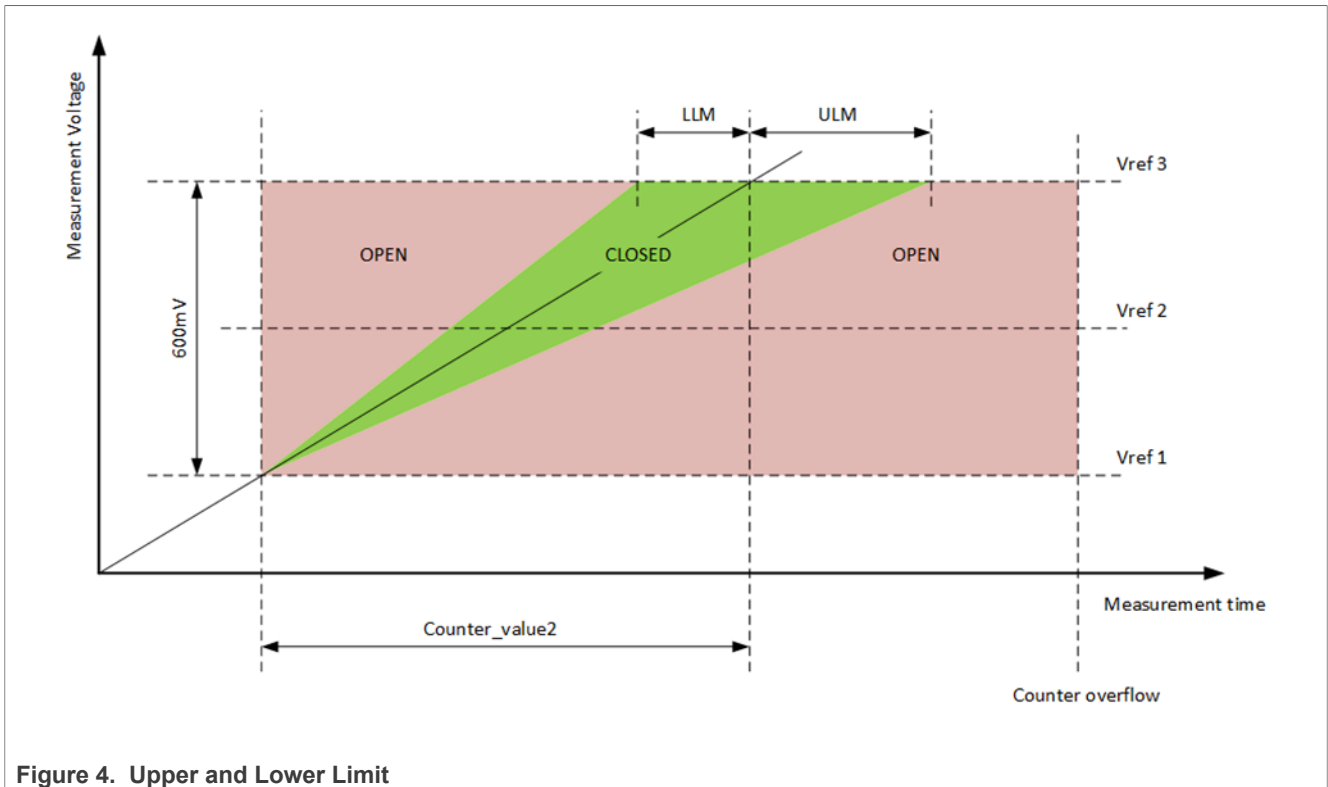 Measurement Voltage
LLM
ULM
Vref 3
OPEN
CLOSED
OPEN
600mV
Vref 2
Vref 1
Measurement time
Counter_value2
Counter overflow
Figure 4. Upper and Lower Limit